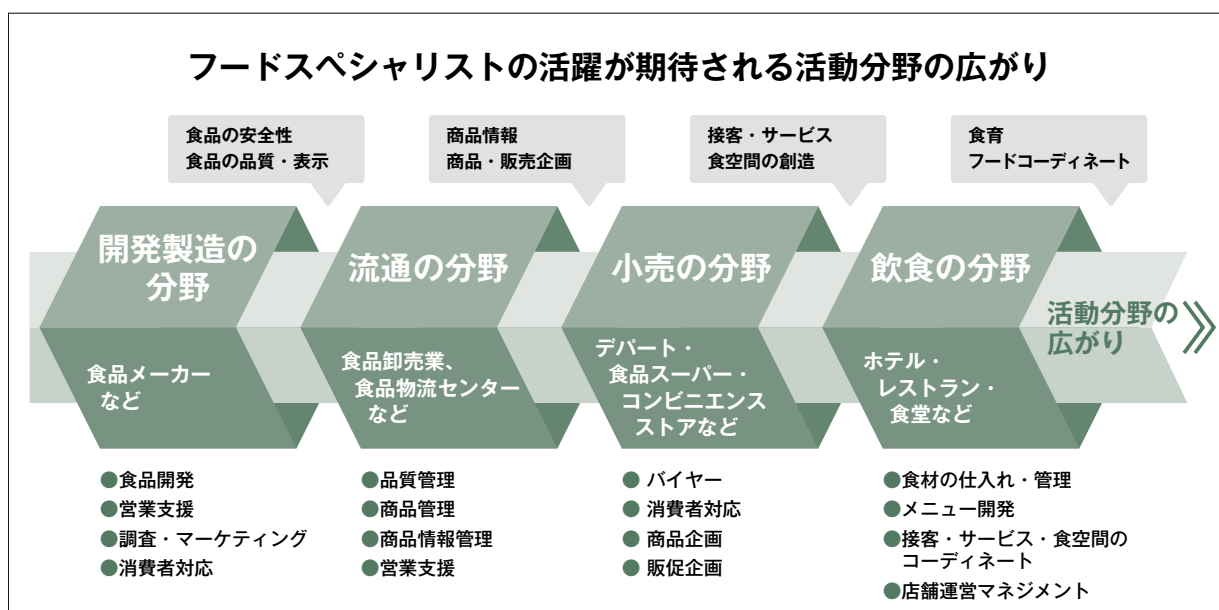 フードスペシャリストの活躍が期待される活動分野の広がり
食品の安全性
食品の品質・表示
商品情報
商品・販売企画
接客・サービス
食空間の創造
食育
フードコーディネート
開発製造の
分野
流通の分野
小売の分野
飲食の分野
活動分野の
広がり
食品メーカー
など
食品卸売業、
食品物流センター
など
デパート・
食品スーパー・
コンビニエンス
ストアなど
ホテル・
レストラン・
食堂など
●食品開発
●営業支援
●調査・マーケティング
●消費者対応
●品質管理
●商品管理
●商品情報管理
●営業支援
●バイヤー
●消費者対応
●商品企画
●販促企画
●食材の仕入れ・管理
●メニュー開発
●接客・サービス・食空間の
コーディネート
●店舗運営マネジメント